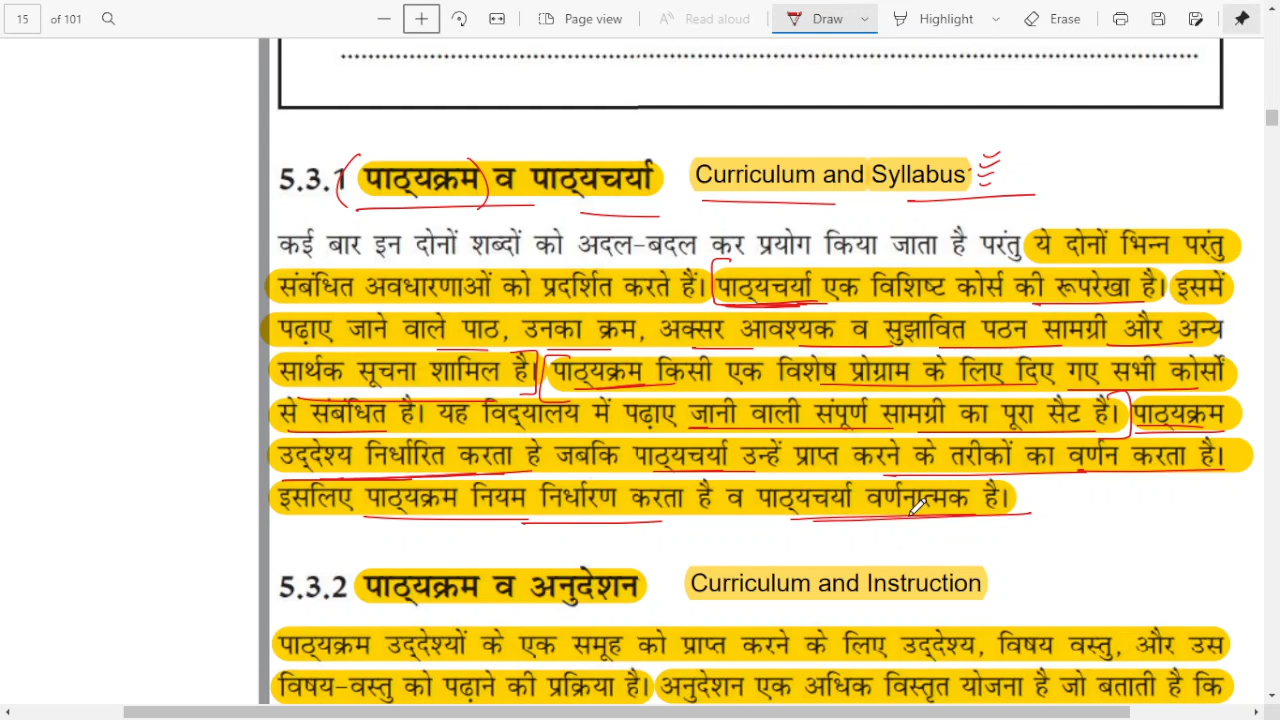 15 of 101 Page view Read aloud Draw Highlight Erase
5.3.1 पाठ्यक्रम व पाठ्यचर्या Curriculum and Syllabus
कई बार इन दोनों शब्दों को अदल-बदल कर प्रयोग किया जाता है परंतु ये दोनों भिन्न परंतु
संबंधित अवधारणाओं को प्रदर्शित करते हैं। पाठ्यचर्या एक विशिष्ट कोर्स की रूपरेखा है। इसमें
पढ़ाए जाने वाले पाठ, उनका क्रम, अक्सर आवश्यक व सुझावित पठन सामग्री और अन्य
सार्थक सूचना शामिल है। पाठ्यक्रम किसी एक विशेष प्रोग्राम के लिए दिए गए सभी कोर्सों
से संबंधित है। यह विद्यालय में पढ़ाए जानी वाली संपूर्ण सामग्री का पूरा सैट है। पाठ्यक्रम
उद्देश्य निर्धारित करता हे जबकि पाठ्यचर्या उन्हें प्राप्त करने के तरीकों का वर्णन करता है।
इसलिए पाठ्यक्रम नियम निर्धारण करता है व पाठ्यचर्या वर्णनात्मक है।
5.3.2 पाठ्यक्रम व अनुदेशन Curriculum and Instruction
पाठ्यक्रम उद्देश्यों के एक समूह को प्राप्त करने के लिए उद्देश्य, विषय वस्तु, और उस
विषय-वस्तु को पढ़ाने की प्रक्रिया है। अनुदेशन एक अधिक विस्तृत योजना है जो बताती है कि